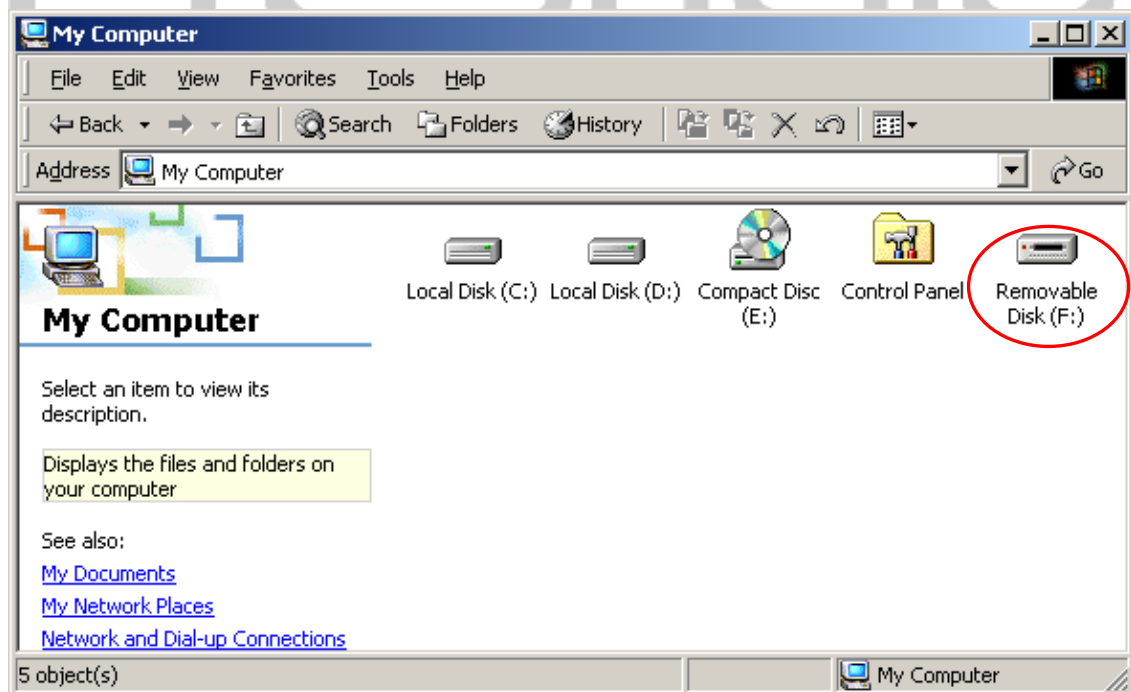 My Computer
File Edit View Favorites Tools Help
Back Search Folders History
Address My Computer Go
Local Disk (C:) Local Disk (D:) Compact Disc (E:) Control Panel Removable Disk (F:)
My Computer
Select an item to view its
description.
Displays the files and folders on
your computer
See also:
My Documents
My Network Places
Network and Dial-up Connections
5 object(s) My Computer